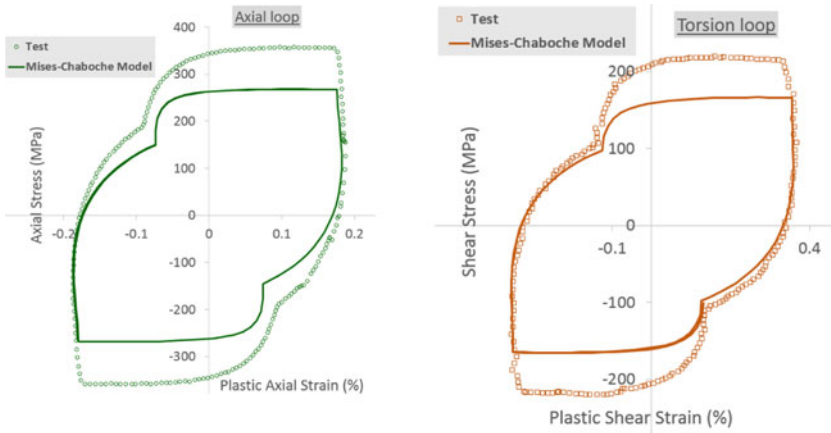 Axial loop
Test
Mises-Chaboche Model
400
300
200
100
0
-100
-200
-300
-0.2
-0.1
0
0.1
0.2
Axial Stress (MPa)
Plastic Axial Strain (%)
Torsion loop
Test
Mises-Chaboche Model
200
100
0
-100
-200
-0.1
0.4
Shear Stress (MPa)
Plastic Shear Strain (%)